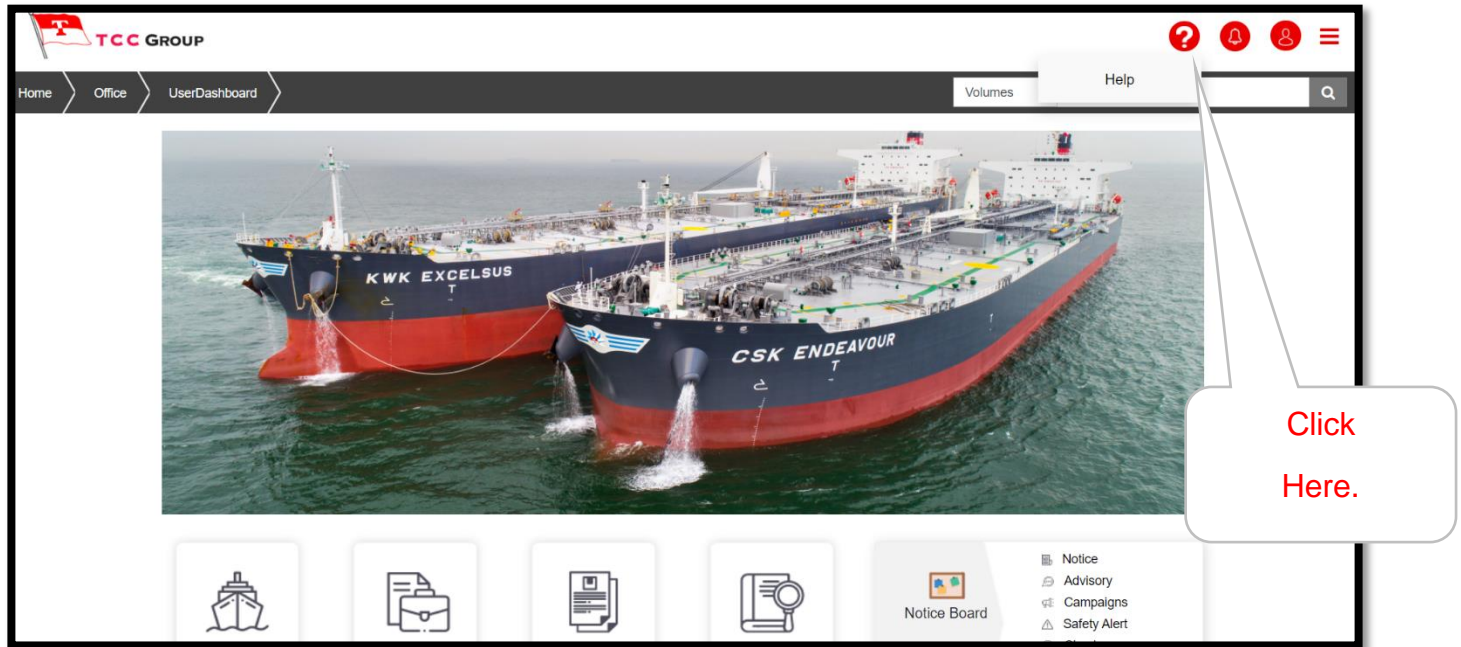 T
TCC GROUP
?
Help
Home
Office
UserDashboard
Volumes
KWK EXCELSUS
T
CSK ENDEAVOUR
T
Click
Here.
Notice Board
Notice
Advisory
Campaigns
Safety Alert